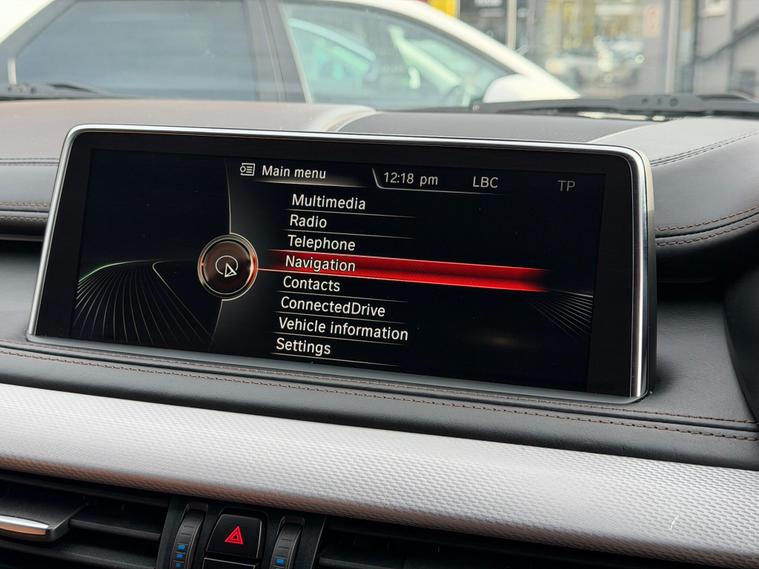 Main menu 12:18 pm LBC TP
Multimedia
Radio
Telephone
Navigation
Contacts
ConnectedDrive
Vehicle information
Settings